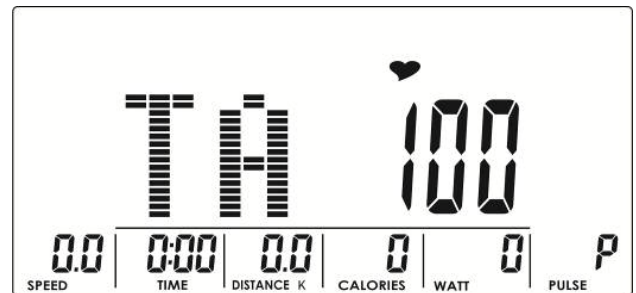 TA 100
0.0 0:00 0.0 0 0 P
SPEED TIME DISTANCE K CALORIES WATT PULSE